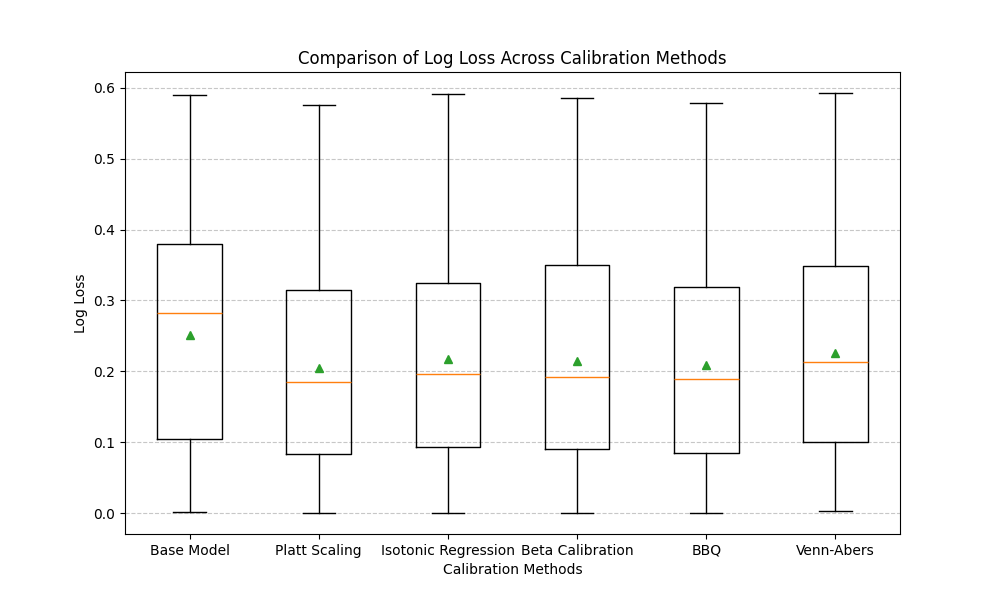 Comparison of Log Loss Across Calibration Methods
0.6
0.5
0.4
0.3
0.2
0.1
0.0
Log Loss
Base Model Platt Scaling Isotonic Regression Beta Calibration BBQ Venn-Abers
Calibration Methods